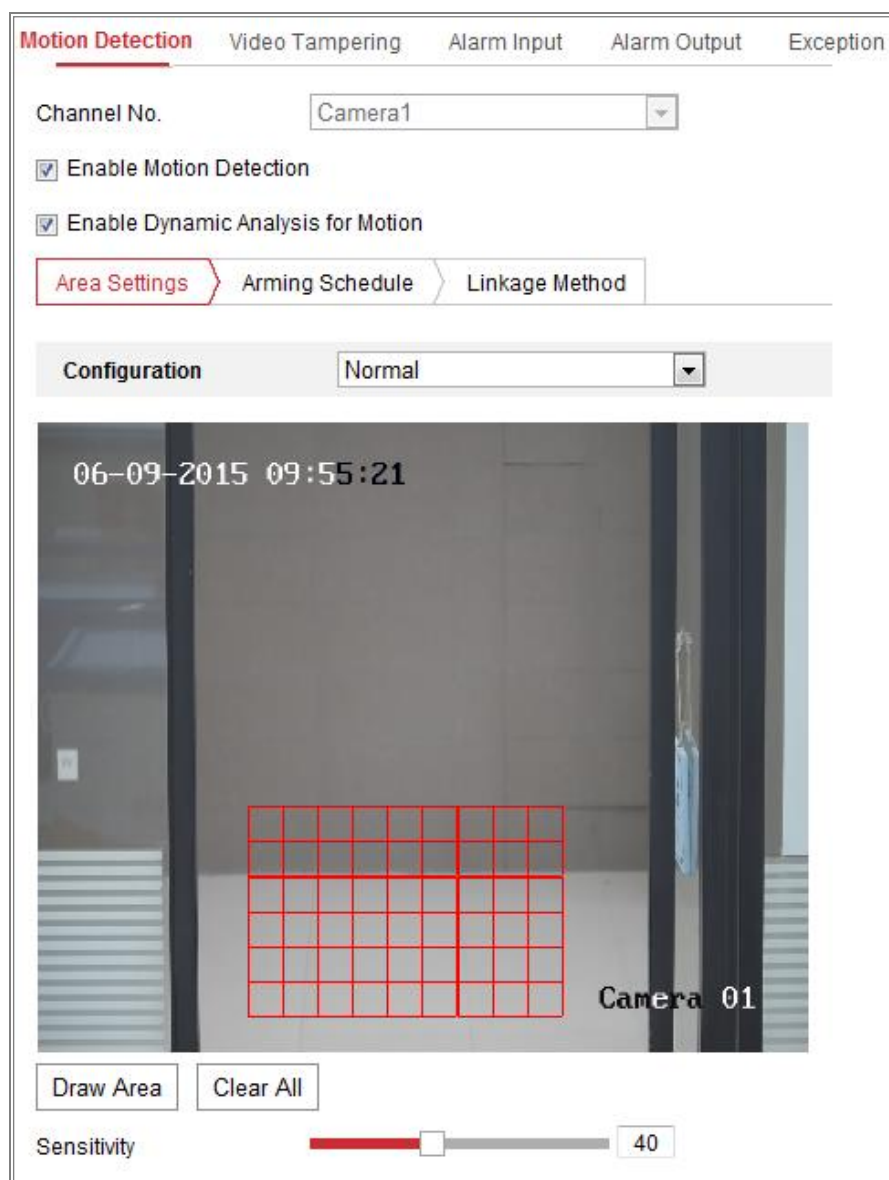 Motion Detection Video Tampering Alarm Input Alarm Output Exception
Channel No. Camera1
Enable Motion Detection
Enable Dynamic Analysis for Motion
Area Settings Arming Schedule Linkage Method
Configuration Normal
06-09-2015 09:55:21
Camera 01
Draw Area Clear All
Sensitivity 40